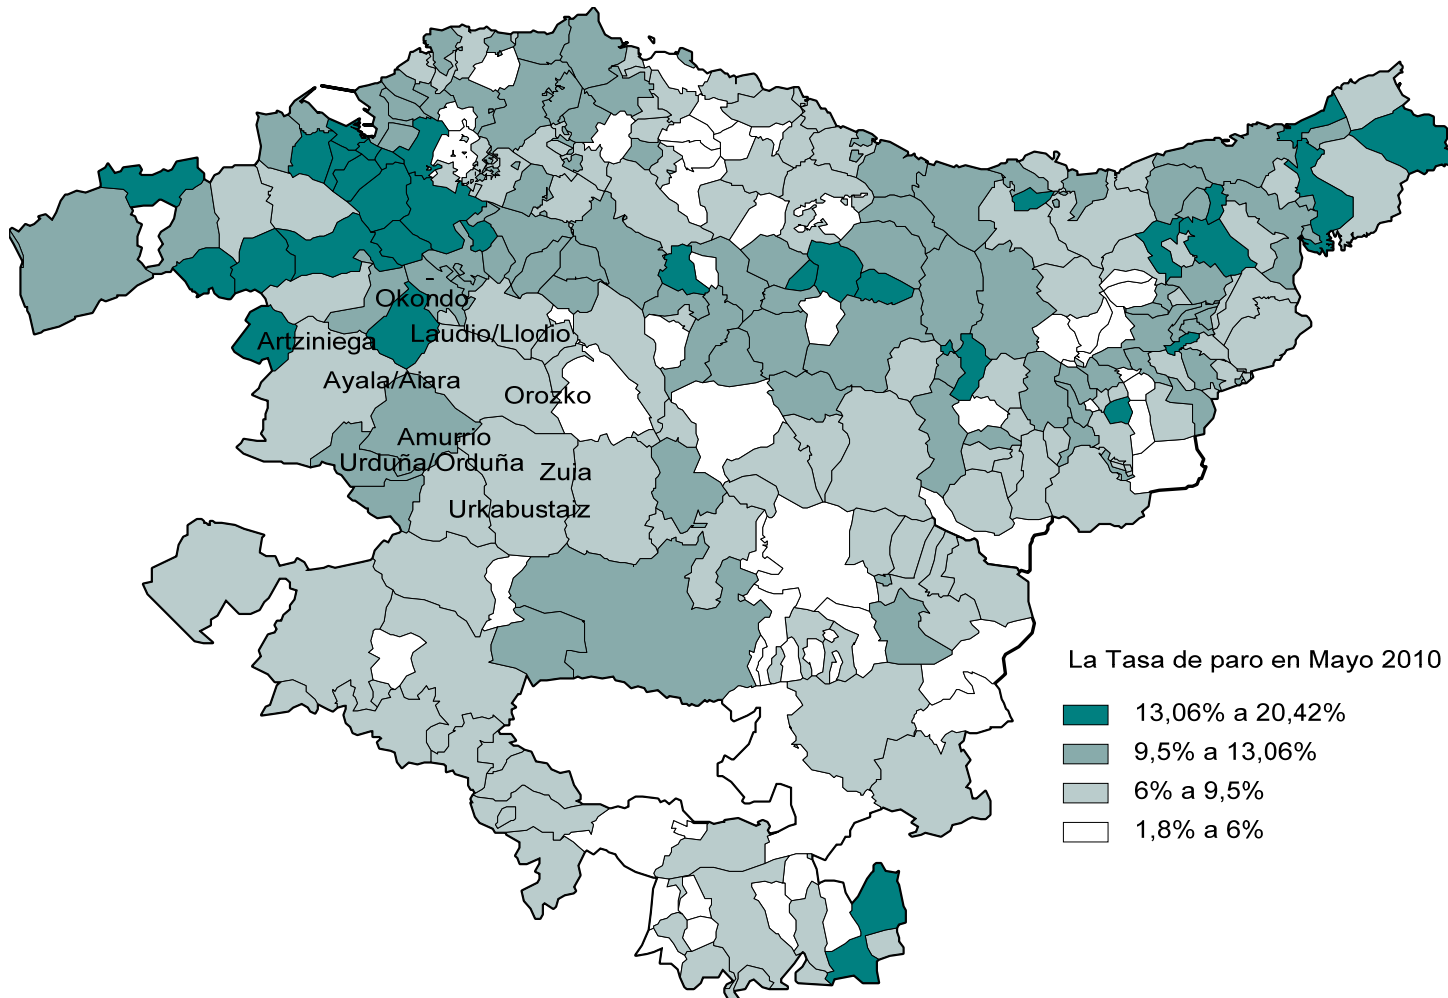 Okondo
Laudio/Llodio
Artziniega
Ayala/Aiara
Orozko
Amurrio
Urduña/Orduña
Zuia
Urkabustaiz
La Tasa de paro en Mayo 2010
13,06% a 20,42%
9,5% a 13,06%
6% a 9,5%
1,8% a 6%